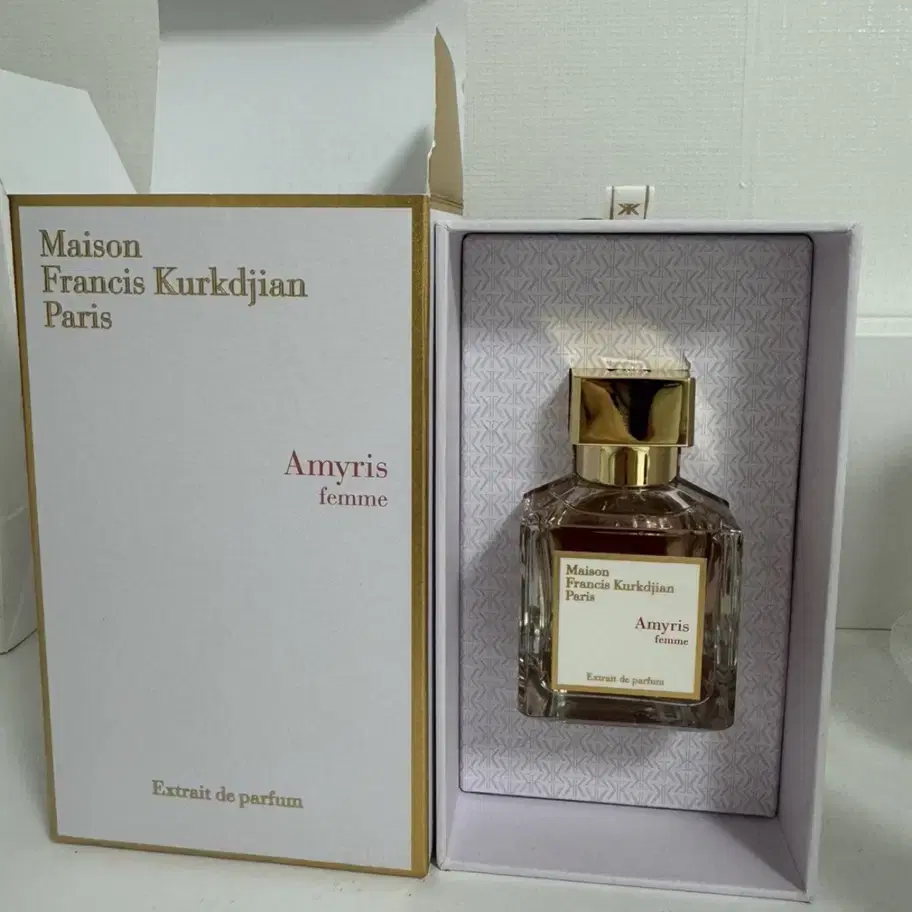 Maison
Francis Kurkdjian
Paris
Amyris
femme
Extrait de parfum
Maison
Francis Kurkdjian
Paris
Amyris
femme
Extrait de parfum